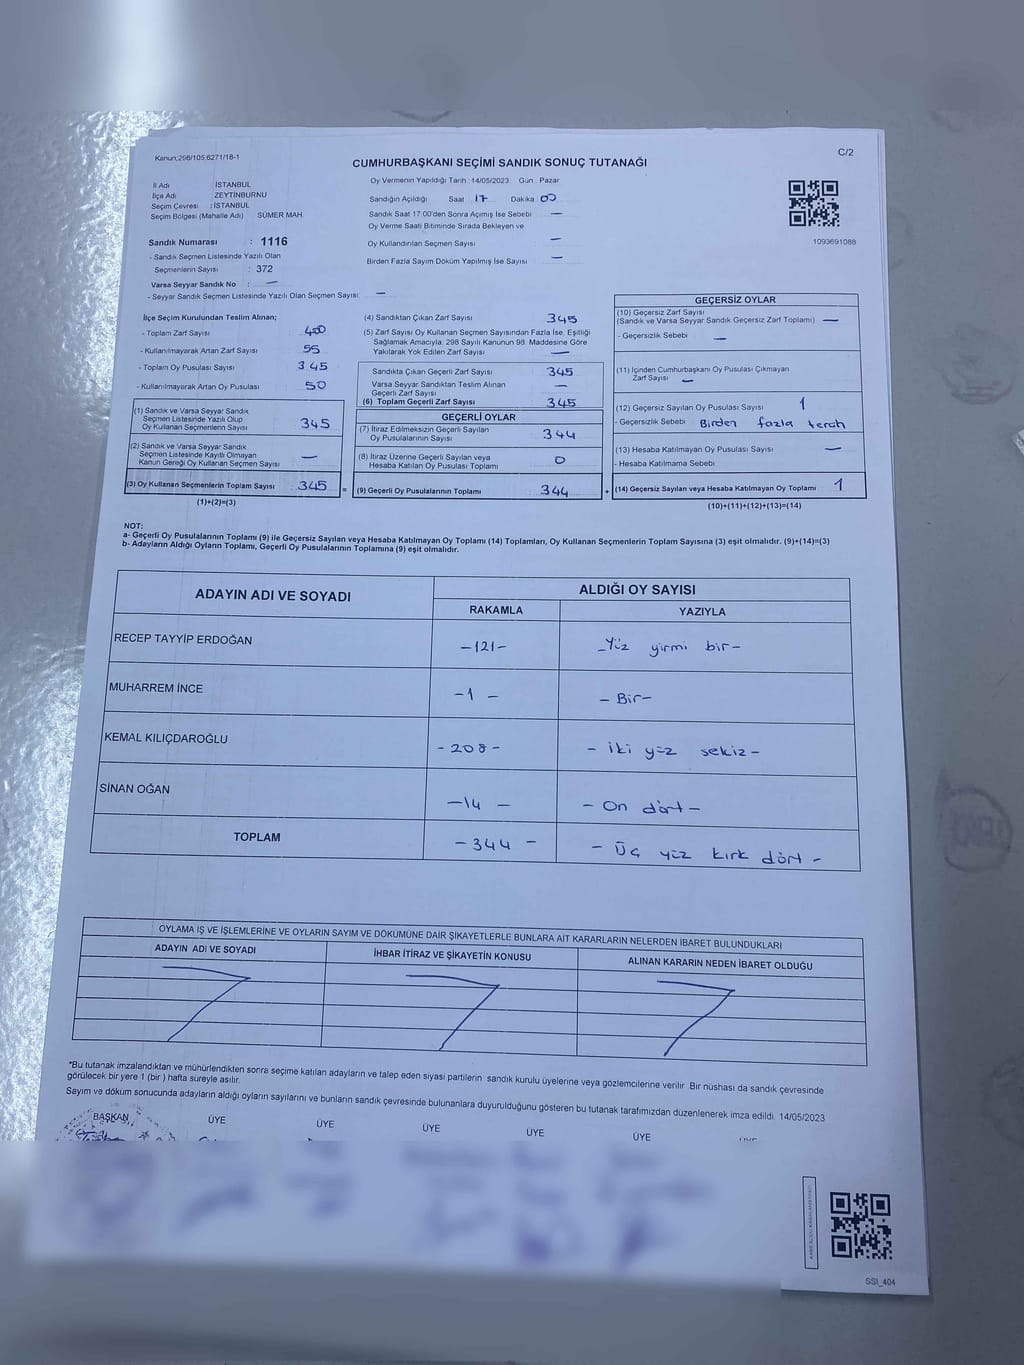 Kanun:298/105:6271/18-1
C/2
CUMHURBAŞKANI SEÇİMİ SANDIK SONUÇ TUTANAĞI
İl Adı : İSTANBUL
İlçe Adı : ZEYTİNBURNU
Seçim Çevresi : İSTANBUL
Seçim Bölgesi (Mahalle Adı) SÜMER MAH.
Oy Vermenin Yapıldığı Tarih :14/05/2023 Gün : Pazar
Sandığın Açıldığı Saat 17 Dakika 00
Sandık Saat 17:00'den Sonra Açımış İse Sebebi —
Oy Verme Saati Bitiminde Sırada Bekleyen ve
Oy Kullandırılan Seçmen Sayısı —
Birden Fazla Sayım Döküm Yapılmış İse Sayısı —
1093691088
Sandık Numarası : 1116
- Sandık Seçmen Listesinde Yazılı Olan
Seçmenlerin Sayısı : 372
Varsa Seyyar Sandık No : —
- Seyyar Sandık Seçmen Listesinde Yazılı Olan Seçmen Sayısı: —
İlçe Seçim Kurulundan Teslim Alınan;
- Toplam Zarf Sayısı 400
- Kullanılmayarak Artan Zarf Sayısı 55
- Toplam Oy Pusulası Sayısı 345
- Kullanılmayarak Artan Oy Pusulası 50
(1) Sandık ve Varsa Seyyar Sandık
Seçmen Listesinde Yazılı Olup
Oy Kullanan Seçmenlerin Sayısı 345
(2) Sandık ve Varsa Seyyar Sandık
Seçmen Listesinde Kayıtlı Olmayan
Kanun Gereği Oy Kullanan Seçmen Sayısı —
(3) Oy Kullanan Seçmenlerin Toplam Sayısı 345
(1)+(2)=(3)
(4) Sandıktan Çıkan Zarf Sayısı 345
(5) Zarf Sayısı Oy Kullanan Seçmen Sayısından Fazla İse, Eşitliği
Sağlamak Amacıyla; 298 Sayılı Kanunun 98. Maddesine Göre
Yakılarak Yok Edilen Zarf Sayısı —
Sandıkta Çıkan Geçerli Zarf Sayısı 345
Varsa Seyyar Sandıktan Teslim Alınan
Geçerli Zarf Sayısı —
(6) Toplam Geçerli Zarf Sayısı 345
GEÇERLİ OYLAR
(7) İtiraz Edilmeksizin Geçerli Sayılan
Oy Pusulalarının Sayısı 344
(8) İtiraz Üzerine Geçerli Sayılan veya
Hesaba Katılan Oy Pusulası Toplamı 0
= (9) Geçerli Oy Pusulalarının Toplamı 344
GEÇERSİZ OYLAR
(10) Geçersiz Zarf Sayısı
(Sandık ve Varsa Seyyar Sandık Geçersiz Zarf Toplamı) —
- Geçersizlik Sebebi —
(11) İçinden Cumhurbaşkanı Oy Pusulası Çıkmayan
Zarf Sayısı —
(12) Geçersiz Sayılan Oy Pusulası Sayısı 1
- Geçersizlik Sebebi Birden fazla tercih
(13) Hesaba Katılmayan Oy Pusulası Sayısı —
- Hesaba Katılmama Sebebi
+ (14) Geçersiz Sayılan veya Hesaba Katılmayan Oy Toplamı 1
(10)+(11)+(12)+(13)=(14)
NOT:
a- Geçerli Oy Pusulalarının Toplamı (9) ile Geçersiz Sayılan veya Hesaba Katılmayan Oy Toplamı (14) Toplamları, Oy Kullanan Seçmenlerin Toplam Sayısına (3) eşit olmalıdır. (9)+(14)=(3)
b- Adayların Aldığı Oyların Toplamı, Geçerli Oy Pusulalarının Toplamına (9) eşit olmalıdır.
ADAYIN ADI VE SOYADI
ALDIĞI OY SAYISI
RAKAMLA YAZIYLA
RECEP TAYYİP ERDOĞAN -121- -Yüz yirmi bir-
MUHARREM İNCE -1- -Bir-
KEMAL KILIÇDAROĞLU -208- -iki yüz sekiz-
SİNAN OĞAN -14- -On dört-
TOPLAM -344- -Üç yüz kırk dört-
OYLAMA İŞ VE İŞLEMLERİNE VE OYLARIN SAYIM VE DÖKÜMÜNE DAİR ŞİKAYETLERLE BUNLARA AİT KARARLARIN NELERDEN İBARET BULUNDUKLARI
ADAYIN ADI VE SOYADI İHBAR İTİRAZ VE ŞİKAYETİN KONUSU ALINAN KARARIN NEDEN İBARET OLDUĞU
*Bu tutanak imzalandıktan ve mühürlendikten sonra seçime katılan adayların ve talep eden siyasi partilerin sandık kurulu üyelerine veya gözlemcilerine verilir. Bir nüshası da sandık çevresinde
görülecek bir yere 1 (bir) hafta süreyle asılır.
Sayım ve döküm sonucunda adayların aldığı oyların sayılarını ve bunların sandık çevresinde bulunanlara duyurulduğunu gösteren bu tutanak tarafımızdan düzenlenerek imza edildi. 14/05/2023
BAŞKAN ÜYE ÜYE ÜYE ÜYE ÜYE
SSI_404